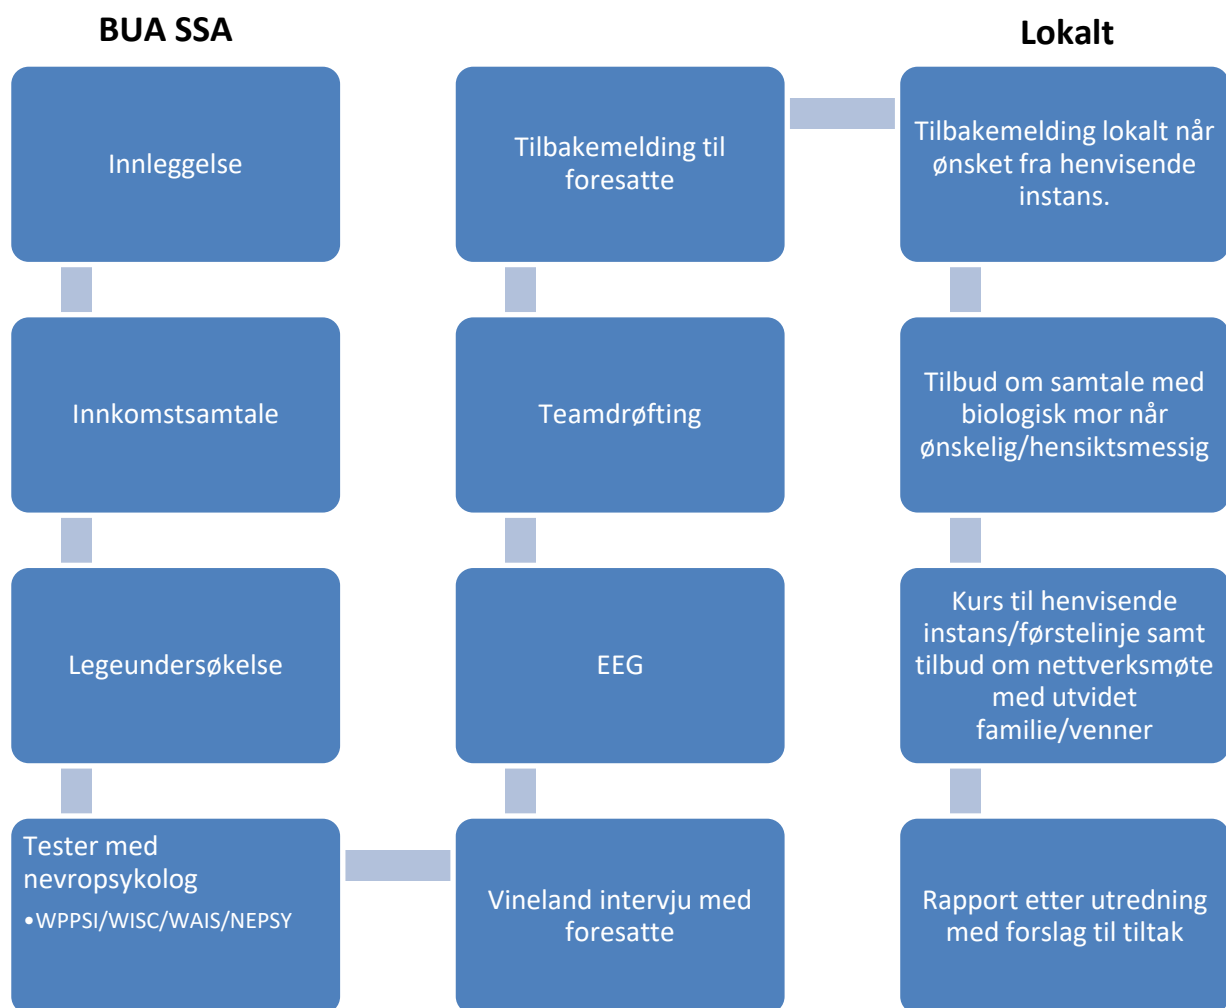 BUA SSA
Innleggelse
Innkomstsamtale
Legeundersøkelse
Tester med
nevropsykolog
•WPPSI/WISC/WAIS/NEPSY
Vineland intervju med
foresatte
EEG
Teamdrøfting
Tilbakemelding til
foresatte
Lokalt
Tilbakemelding lokalt når
ønsket fra henvisende
instans.
Tilbud om samtale med
biologisk mor når
ønskelig/hensiktsmessig
Kurs til henvisende
instans/førstelinje samt
tilbud om nettverksmøte
med utvidet
familie/venner
Rapport etter utredning
med forslag til tiltak